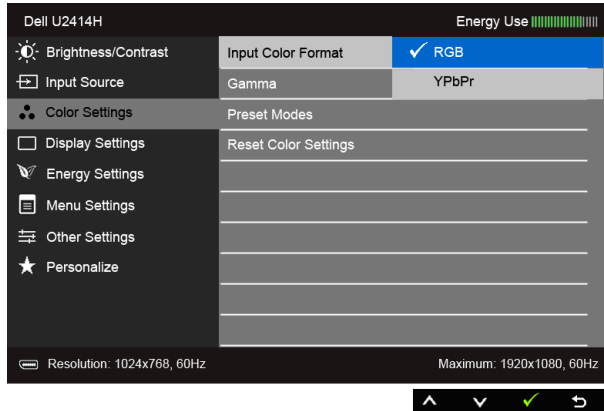 Dell U2414H Energy Use
Brightness/Contrast Input Color Format RGB
Input Source Gamma YPbPr
Color Settings Preset Modes
Display Settings Reset Color Settings
Energy Settings
Menu Settings
Other Settings
Personalize
Resolution: 1024x768, 60Hz Maximum: 1920x1080, 60Hz